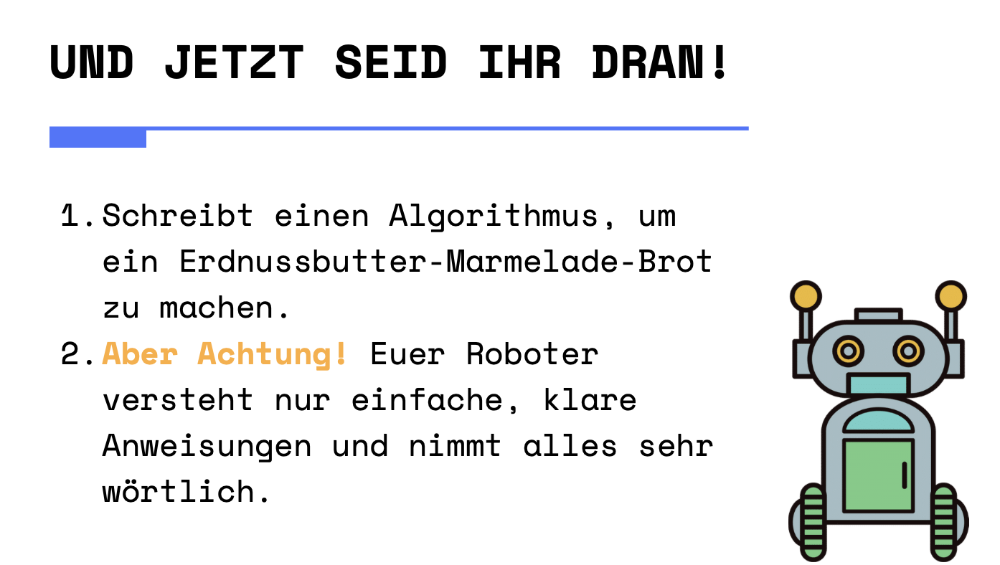 UND JETZT SEID IHR DRAN!
1. Schreibt einen Algorithmus, um
ein Erdnussbutter-Marmelade-Brot
zu machen.
2. Aber Achtung! Euer Roboter
versteht nur einfache, klare
Anweisungen und nimmt alles sehr
wörtlich.